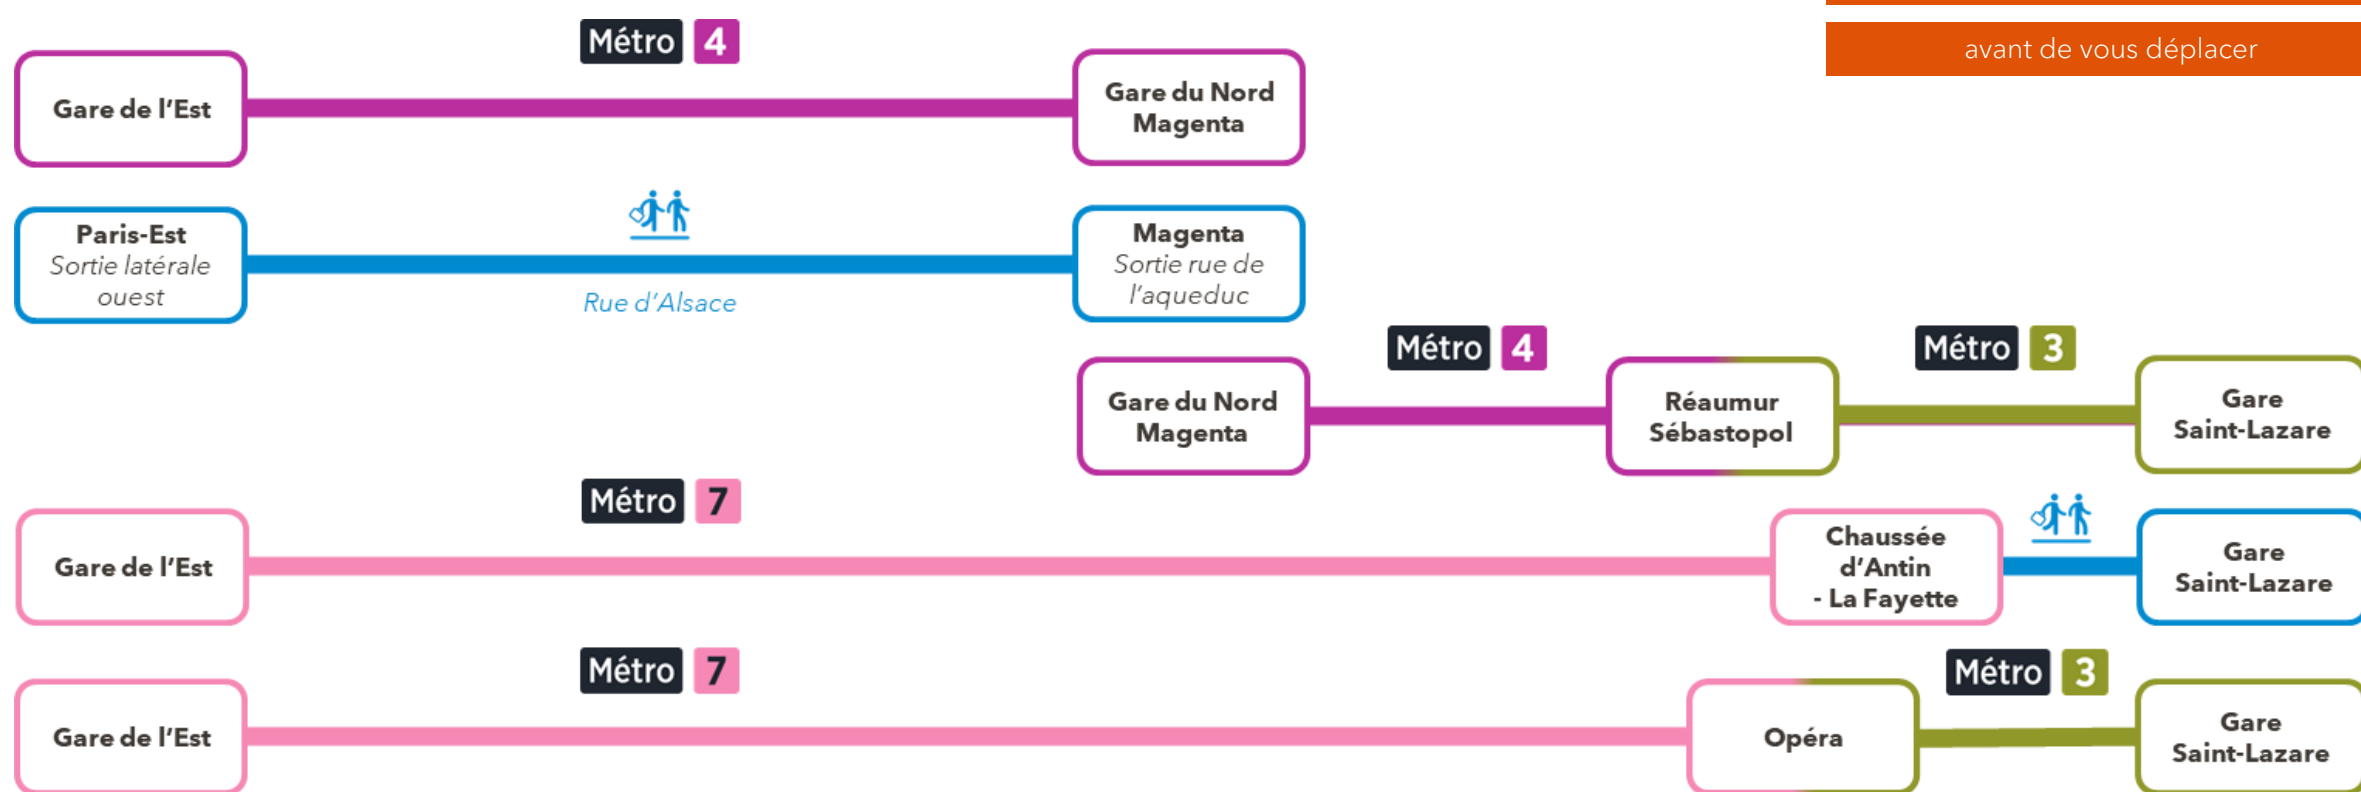 avant de vous déplacer
Métro 4
Gare de l'Est
Gare du Nord
Magenta
Paris-Est
Sortie latérale
ouest
Rue d'Alsace
Magenta
Sortie rue de
l'aqueduc
Métro 4
Métro 3
Gare du Nord
Magenta
Réaumur
Sébastopol
Gare
Saint-Lazare
Métro 7
Gare de l'Est
Chaussée
d'Antin
- La Fayette
Gare
Saint-Lazare
Métro 7
Métro 3
Gare de l'Est
Opéra
Gare
Saint-Lazare